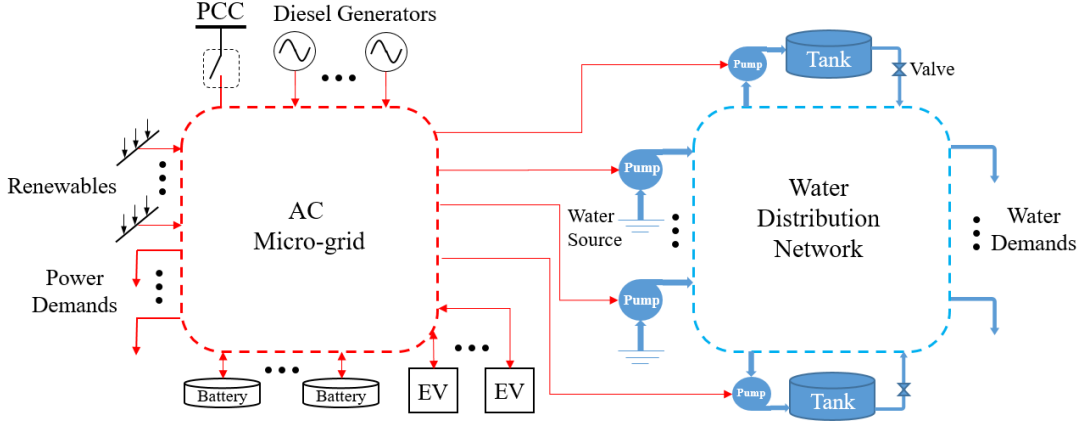 PCC
Diesel Generators
Renewables
Power
Demands
AC
Micro-grid
Battery
Battery
EV
EV
Pump
Tank
Valve
Pump
Water
Source
Pump
Water
Distribution
Network
Water
Demands
Pump
Tank